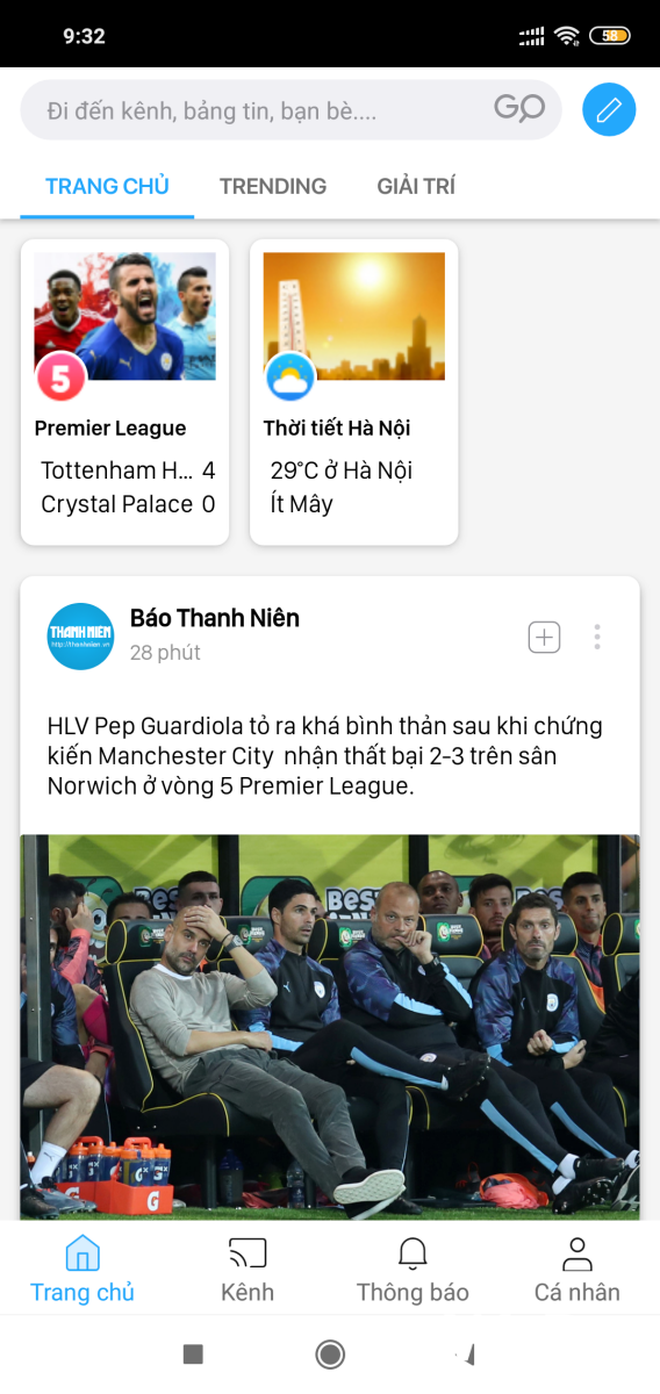 9:32
58
Đi đến kênh, bảng tin, bạn bè....
GO
TRANG CHỦ
TRENDING
GIẢI TRÍ
5
Premier League
Tottenham H... 4
Crystal Palace 0
Thời tiết Hà Nội
29°C ở Hà Nội
Ít Mây
THANH NIÊN
Báo Thanh Niên
28 phút
HLV Pep Guardiola tỏ ra khá bình thản sau khi chứng
kiến Manchester City nhận thất bại 2-3 trên sân
Norwich ở vòng 5 Premier League.
BEST
G
G
Trang chủ
Kênh
Thông báo
Cá nhân